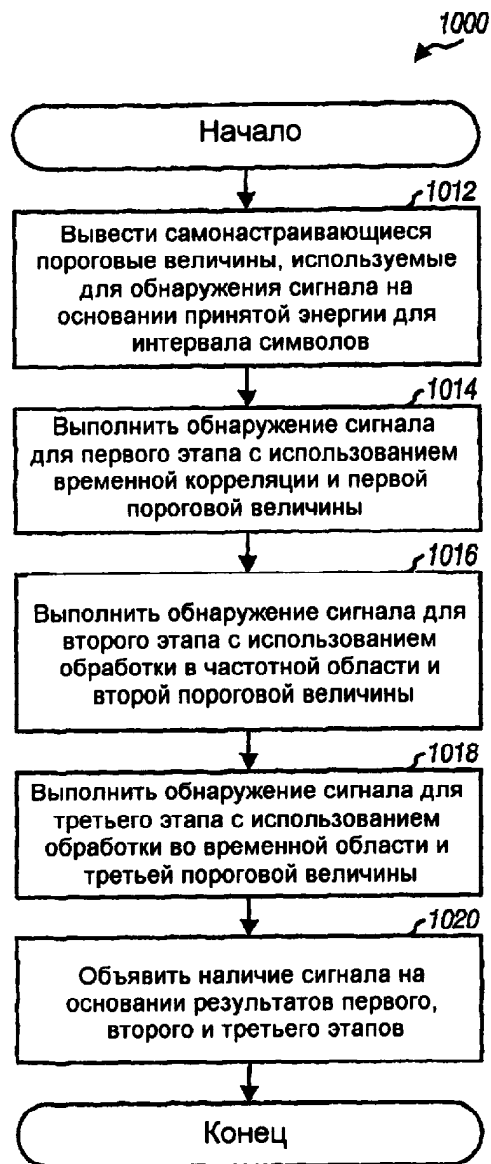 1000
Начало
1012
Вывести самонастраивающиеся
пороговые величины, используемые
для обнаружения сигнала на
основании принятой энергии для
интервала символов
1014
Выполнить обнаружение сигнала
для первого этапа с использованием
временной корреляции и первой
пороговой величины
1016
Выполнить обнаружение сигнала для
второго этапа с использованием
обработки в частотной области и
второй пороговой величины
1018
Выполнить обнаружение сигнала для
третьего этапа с использованием
обработки во временной области и
третьей пороговой величины
1020
Объявить наличие сигнала на
основании результатов первого,
второго и третьего этапов
Конец